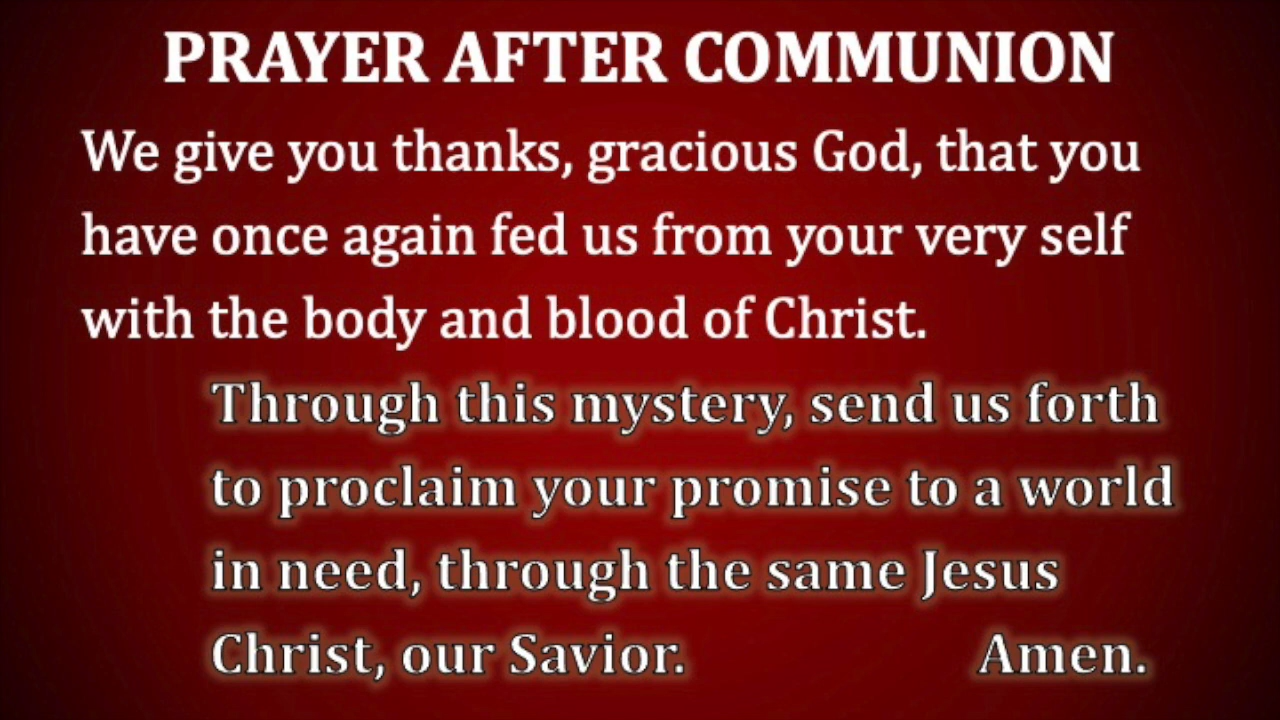 PRAYER AFTER COMMUNION
We give you thanks, gracious God, that you
have once again fed us from your very self
with the body and blood of Christ.
Through this mystery, send us forth
to proclaim your promise to a world
in need, through the same Jesus
Christ, our Savior. Amen.